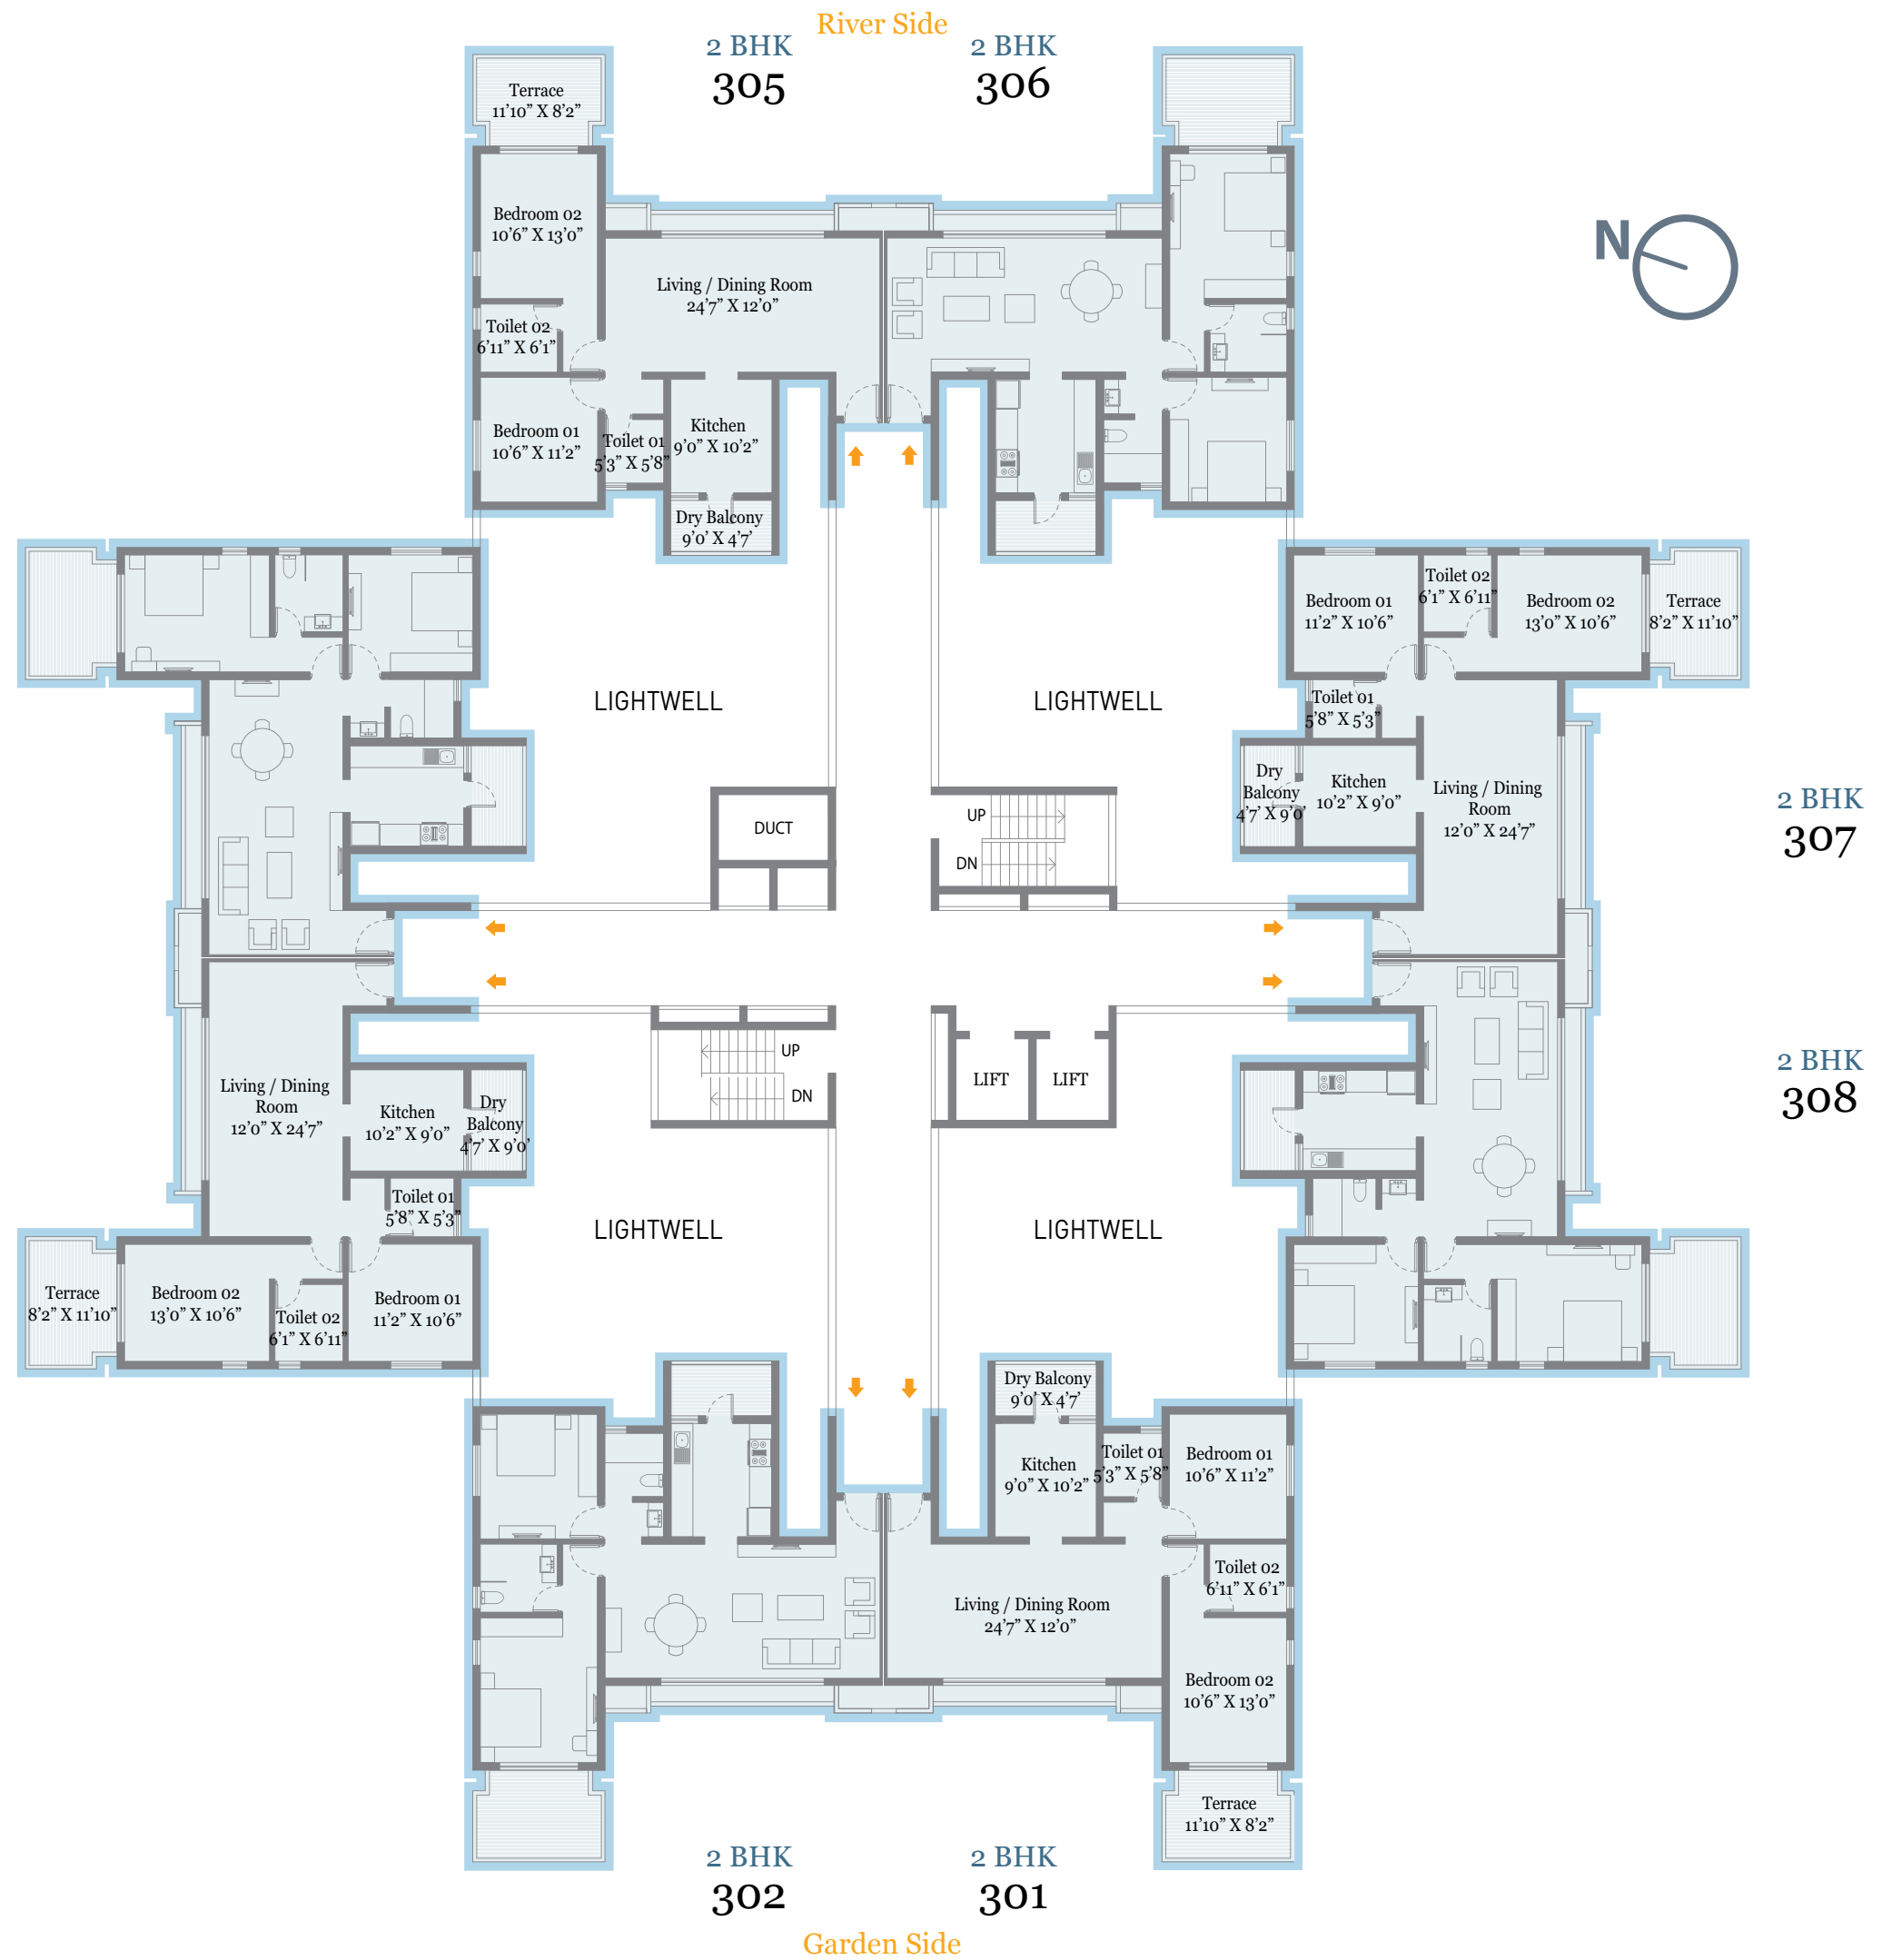 River Side
2 BHK
305
2 BHK
306
Terrace
11’10” X 8’2”
Bedroom 02
10’6” X 13’0”
Living / Dining Room
24’7” X 12’0”
Toilet 02
6’11” X 6’1”
Bedroom 01
10’6” X 11’2”
Toilet 01
5’3” X 5’8”
Kitchen
9’0” X 10’2”
Dry Balcony
9’0’ X 4’7’
N
Bedroom 01
11’2” X 10’6”
Toilet 02
6’1” X 6’11”
Bedroom 02
13’0” X 10’6”
Terrace
8’2” X 11’10”
LIGHTWELL
LIGHTWELL
Toilet 01
5’8” X 5’3”
Dry
Balcony
4’7’ X 9’0’
Kitchen
10’2” X 9’0”
Living / Dining
Room
12’0” X 24’7”
2 BHK
307
DUCT
UP
DN
UP
DN
LIFT
LIFT
2 BHK
308
Living / Dining
Room
12’0” X 24’7”
Kitchen
10’2” X 9’0”
Dry
Balcony
4’7’ X 9’0’
Toilet 01
5’8” X 5’3”
LIGHTWELL
LIGHTWELL
Terrace
8’2” X 11’10”
Bedroom 02
13’0” X 10’6”
Toilet 02
6’1” X 6’11”
Bedroom 01
11’2” X 10’6”
Dry Balcony
9’0’ X 4’7’
Kitchen
9’0” X 10’2”
Toilet 01
5’3” X 5’8”
Bedroom 01
10’6” X 11’2”
Toilet 02
6’11” X 6’1”
Living / Dining Room
24’7” X 12’0”
Bedroom 02
10’6” X 13’0”
Terrace
11’10” X 8’2”
2 BHK
302
2 BHK
301
Garden Side